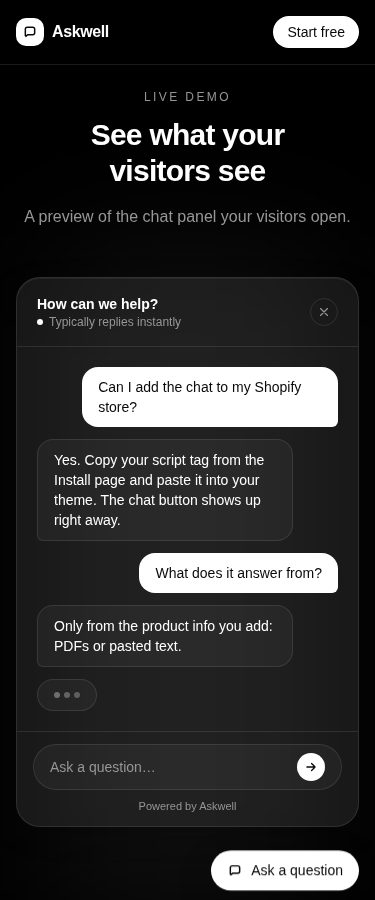 Askwell
Start free
LIVE DEMO
See what your
visitors see
A preview of the chat panel your visitors open.
How can we help?
Typically replies instantly
Can I add the chat to my Shopify
store?
Yes. Copy your script tag from the
Install page and paste it into your
theme. The chat button shows up
right away.
What does it answer from?
Only from the product info you add:
PDFs or pasted text.
Ask a question…
Powered by Askwell
Ask a question